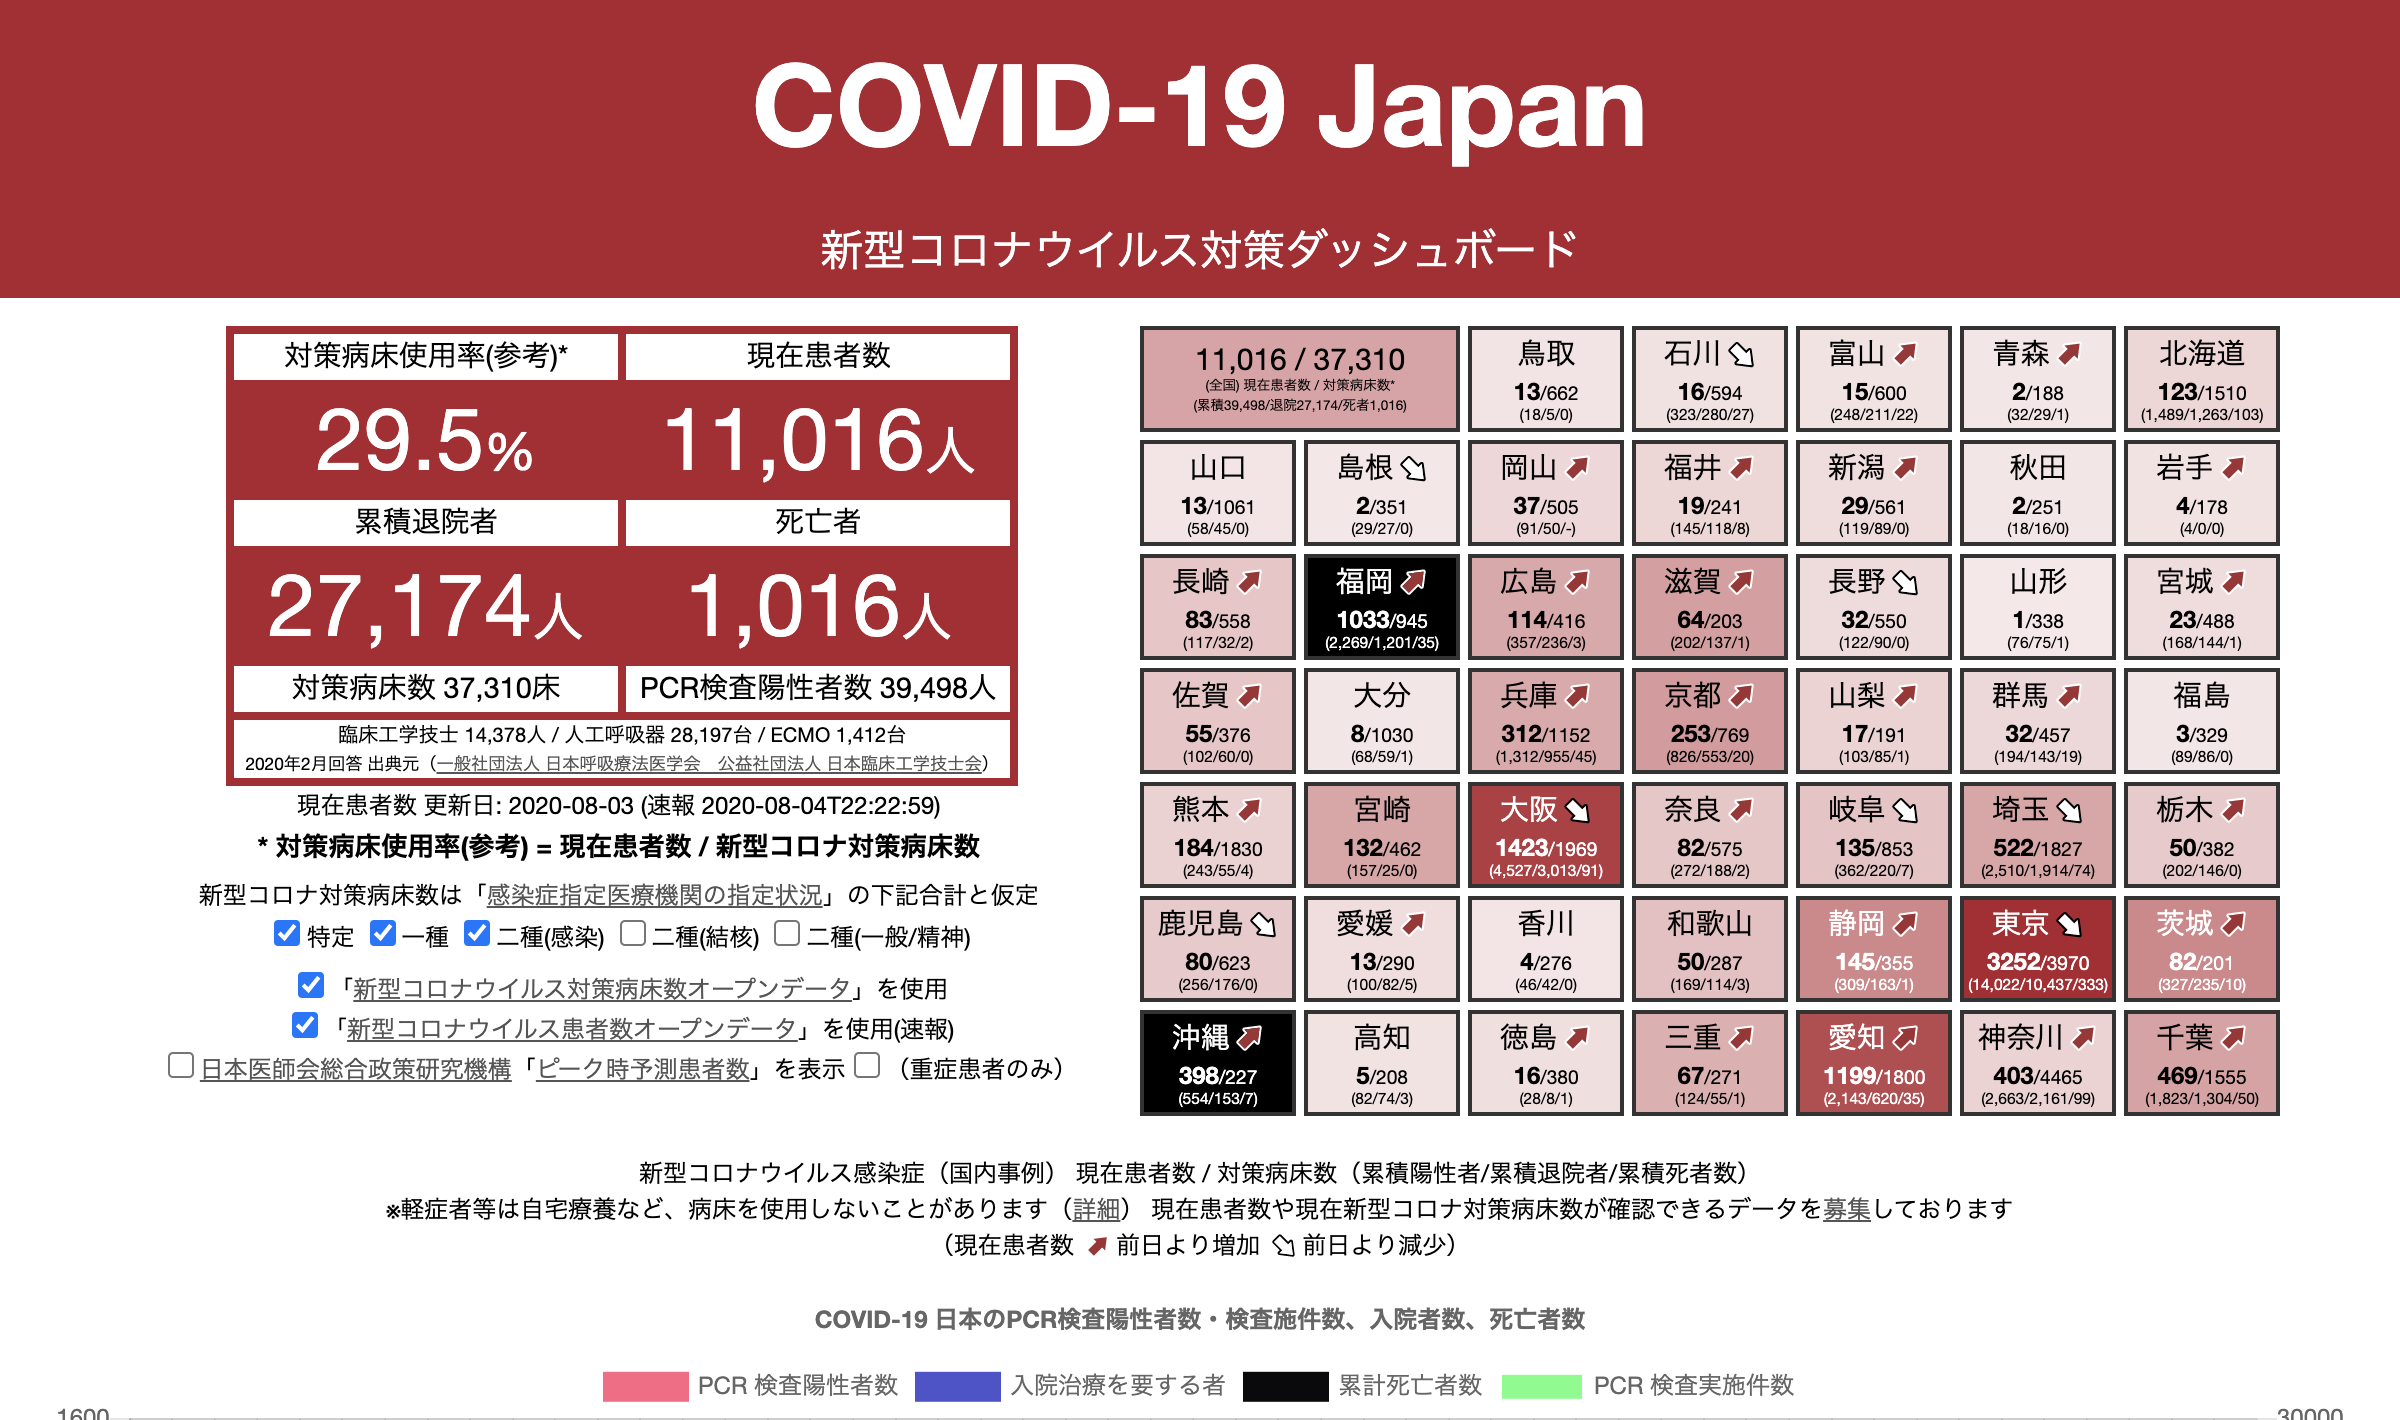 COVID-19 Japan
新型コロナウイルス対策ダッシュボード
対策病床使用率(参考)*
現在患者数
29.5%
11,016人
累積退院者
死亡者
27,174人
1,016人
対策病床数 37,310床
PCR検査陽性者数 39,498人
臨床工学技士 14,378人 / 人工呼吸器 28,197台 / ECMO 1,412台
2020年2月回答 出典元（一般社団法人 日本呼吸療法医学会　公益社団法人 日本臨床工学技士会）
現在患者数 更新日: 2020-08-03 (速報 2020-08-04T22:22:59)
* 対策病床使用率(参考) = 現在患者数 / 新型コロナ対策病床数
新型コロナ対策病床数は「感染症指定医療機関の指定状況」の下記合計と仮定
特定 一種 二種(感染) 二種(結核) 二種(一般/精神)
「新型コロナウイルス対策病床数オープンデータ」を使用
「新型コロナウイルス患者数オープンデータ」を使用(速報)
日本医師会総合政策研究機構「ピーク時予測患者数」を表示 （重症患者のみ）
11,016 / 37,310
(全国) 現在患者数 / 対策病床数*
(累積39,498/退院27,174/死者1,016)
鳥取
13/662
(18/5/0)
石川
16/594
(323/280/27)
富山
15/600
(248/211/22)
青森
2/188
(32/29/1)
北海道
123/1510
(1,489/1,263/103)
山口
13/1061
(58/45/0)
島根
2/351
(29/27/0)
岡山
37/505
(91/50/-)
福井
19/241
(145/118/8)
新潟
29/561
(119/89/0)
秋田
2/251
(18/16/0)
岩手
4/178
(4/0/0)
長崎
83/558
(117/32/2)
福岡
1033/945
(2,269/1,201/35)
広島
114/416
(357/236/3)
滋賀
64/203
(202/137/1)
長野
32/550
(122/90/0)
山形
1/338
(76/75/1)
宮城
23/488
(168/144/1)
佐賀
55/376
(102/60/0)
大分
8/1030
(68/59/1)
兵庫
312/1152
(1,312/955/45)
京都
253/769
(826/553/20)
山梨
17/191
(103/85/1)
群馬
32/457
(194/143/19)
福島
3/329
(89/86/0)
熊本
184/1830
(243/55/4)
宮崎
132/462
(157/25/0)
大阪
1423/1969
(4,527/3,013/91)
奈良
82/575
(272/188/2)
岐阜
135/853
(362/220/7)
埼玉
522/1827
(2,510/1,914/74)
栃木
50/382
(202/146/0)
鹿児島
80/623
(256/176/0)
愛媛
13/290
(100/82/5)
香川
4/276
(46/42/0)
和歌山
50/287
(169/114/3)
静岡
145/355
(309/163/1)
東京
3252/3970
(14,022/10,437/333)
茨城
82/201
(327/235/10)
沖縄
398/227
(554/153/7)
高知
5/208
(82/74/3)
徳島
16/380
(28/8/1)
三重
67/271
(124/55/1)
愛知
1199/1800
(2,143/620/35)
神奈川
403/4465
(2,663/2,161/99)
千葉
469/1555
(1,823/1,304/50)
新型コロナウイルス感染症（国内事例） 現在患者数 / 対策病床数（累積陽性者/累積退院者/累積死者数）
※軽症者等は自宅療養など、病床を使用しないことがあります（詳細） 現在患者数や現在新型コロナ対策病床数が確認できるデータを募集しております
（現在患者数 前日より増加 前日より減少）
COVID-19 日本のPCR検査陽性者数・検査施件数、入院者数、死亡者数
PCR 検査陽性者数 入院治療を要する者 累計死亡者数 PCR 検査実施件数
1600
30000